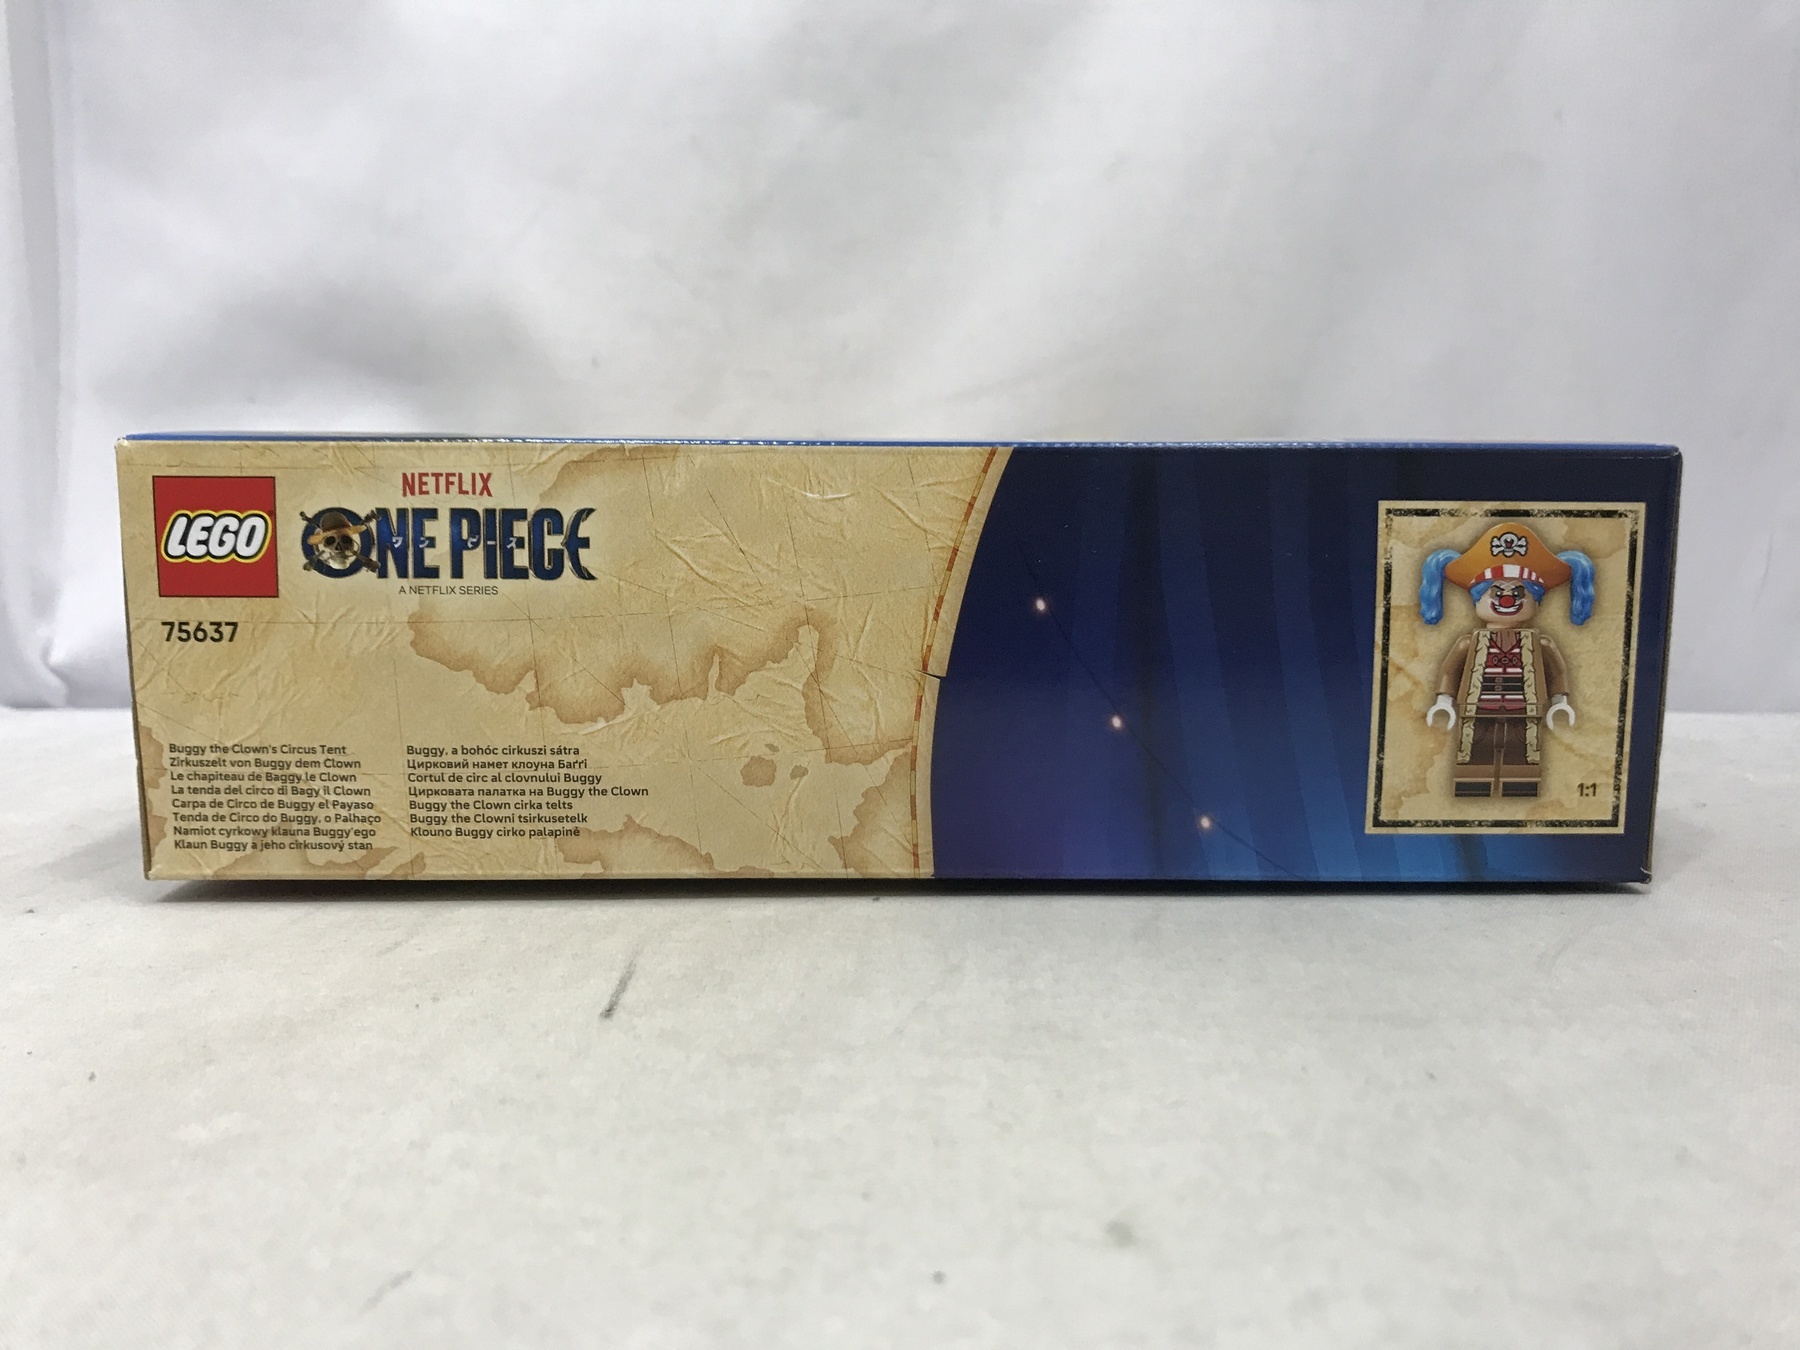 LEGO
NETFLIX
ONE PIECE
ワンピース
A NETFLIX SERIES
75637
Buggy the Clown's Circus Tent
Zirkuszelt von Buggy dem Clown
Le chapiteau de Baggy le Clown
La tenda del circo di Bagy il Clown
Carpa de Circo de Buggy el Payaso
Tenda de Circo do Buggy, o Palhaço
Namiot cyrkowy klauna Buggy'ego
Klaun Buggy a jeho cirkusový stan
Buggy, a bohóc cirkuszi sátra
Цирковий намет клоуна Баґґі
Cortul de circ al clovnului Buggy
Цирковата палатка на Buggy the Clown
Buggy the Clown cirka telts
Buggy the Clowni tsirkusetelk
Klouno Buggy cirko palapinė
1:1